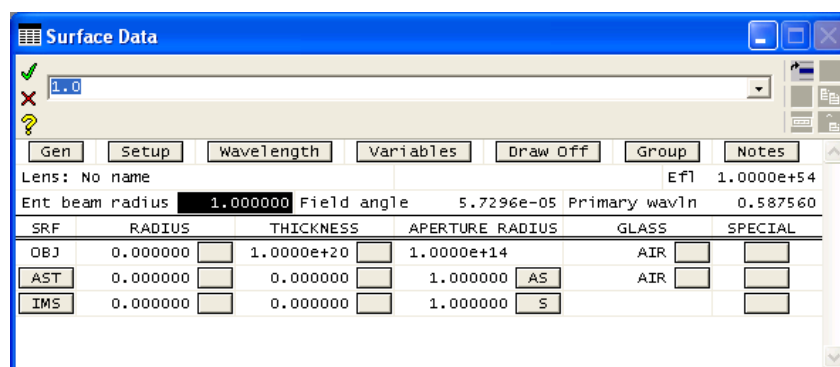 Surface Data
1.0
Gen Setup Wavelength Variables Draw Off Group Notes
Lens: No name Efl 1.0000e+54
Ent beam radius 1.000000 Field angle 5.7296e-05 Primary wavln 0.587560
SRF RADIUS THICKNESS APERTURE RADIUS GLASS SPECIAL
OBJ 0.000000 1.0000e+20 1.0000e+14 AIR
AST 0.000000 0.000000 1.000000 AS AIR
IMS 0.000000 0.000000 1.000000 S